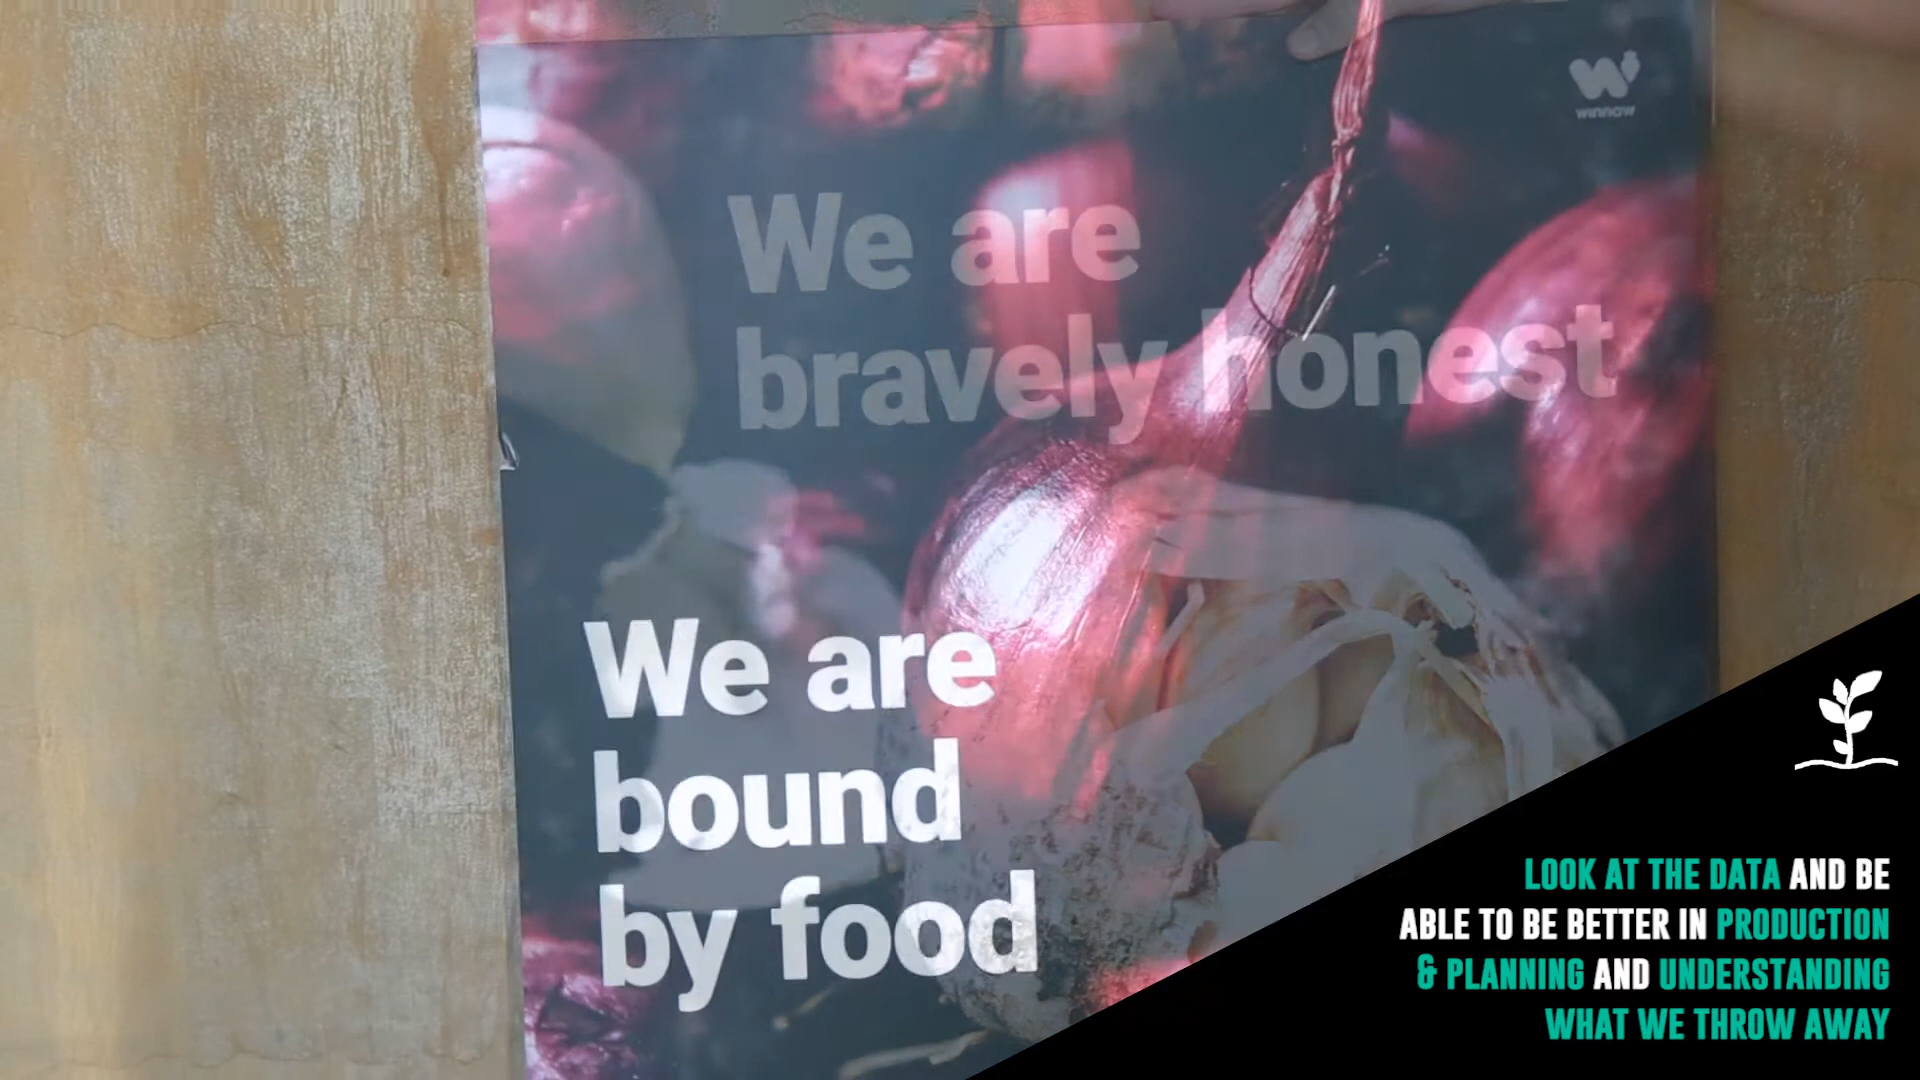 winnow
We are
bravely honest
We are
bound
by food
LOOK AT THE DATA AND BE
ABLE TO BE BETTER IN PRODUCTION
& PLANNING AND UNDERSTANDING
WHAT WE THROW AWAY